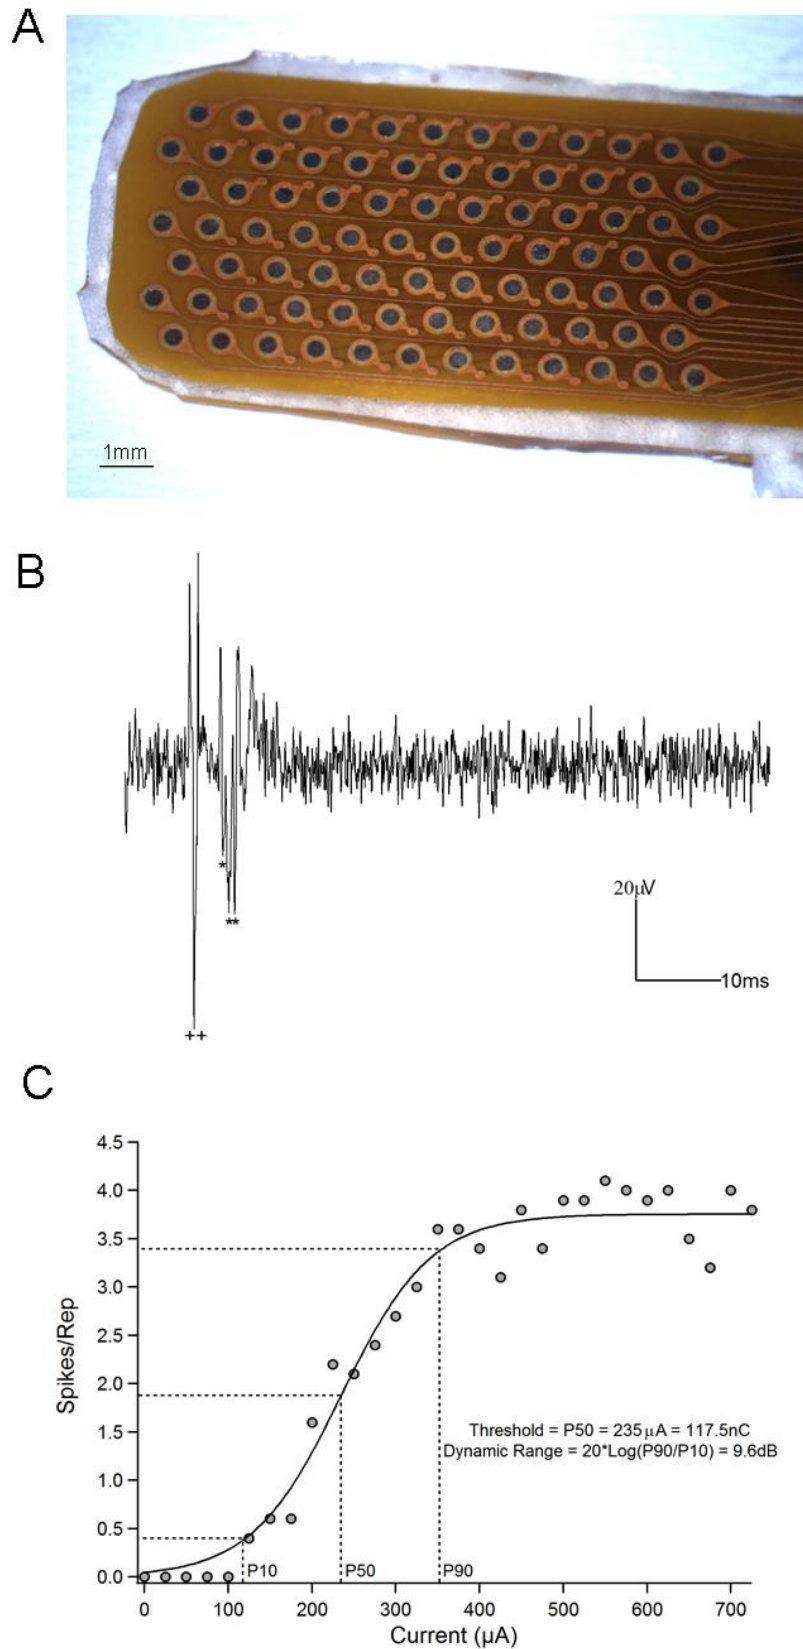 A
1mm
B
*
**
++
20μV
10ms
C
4.5
4.0
3.5
3.0
2.5
2.0
1.5
1.0
0.5
0.0
Spikes/Rep
Threshold = P50 = 235 μA = 117.5nC
Dynamic Range = 20*Log(P90/P10) = 9.6dB
P10 P50 P90
0 100 200 300 400 500 600 700
Current (μA)